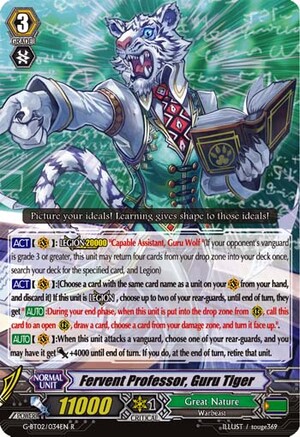 3
GRADE
Picture your ideals! Learning gives shape to those ideals!
ACT [V]: LEGION 20000 "Capable Assistant, Guru Wolf"(If your opponent's vanguard
is grade 3 or greater, this unit may return four cards from your drop zone into your deck once,
search your deck for the specified card, and Legion)
ACT [V]:[Choose a card with the same card name as a unit on your [V] from your hand,
and discard it] If this unit is LEGION, choose up to two of your rear-guards, until end of turn, they
get "AUTO:During your end phase, when this unit is put into the drop zone from [R], call this
card to an open [R], draw a card, choose a card from your damage zone, and turn it face up.".
AUTO [V]:When this unit attacks a vanguard, choose one of your rear-guards, and you
may have it get +4000 until end of turn. If you do, at the end of turn, retire that unit.
NORMAL
UNIT
Fervent Professor, Guru Tiger
POWER
11000
1
CRITICAL
Great Nature
Warbeast
G-BT02/034EN R
ILLUST / touge369